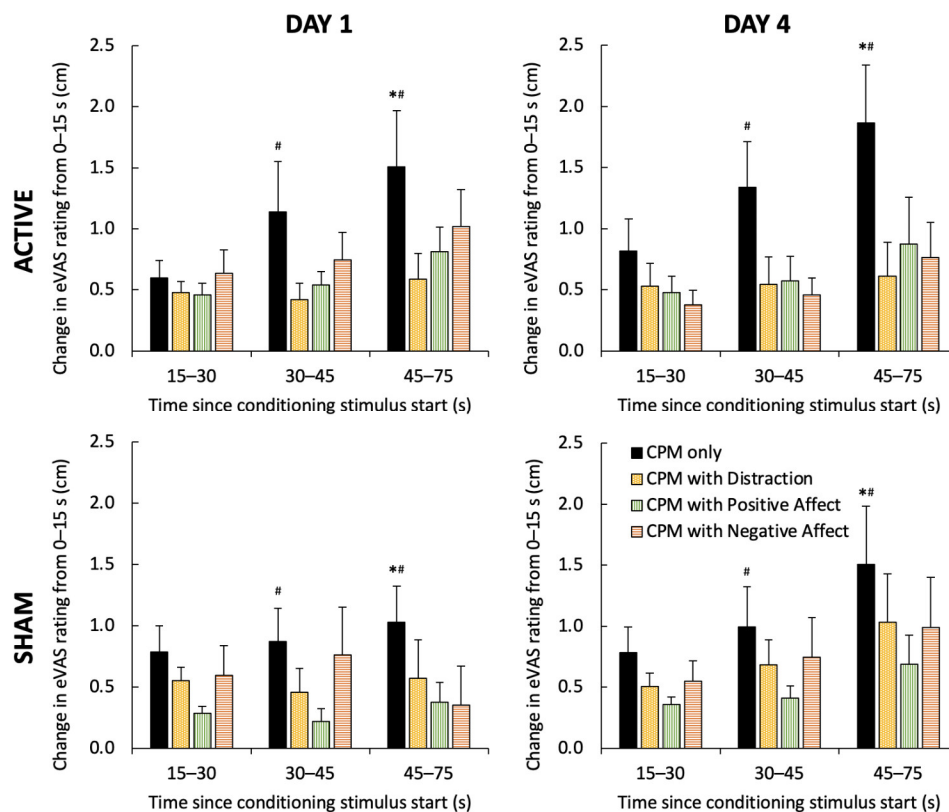 DAY 1
DAY 4
ACTIVE
Change in eVAS rating from 0–15 s (cm)
2.5
2.0
1.5
1.0
0.5
0.0
#
*#
15–30
30–45
45–75
Time since conditioning stimulus start (s)
Change in eVAS rating from 0–15 s (cm)
2.5
2.0
1.5
1.0
0.5
0.0
#
*#
15–30
30–45
45–75
Time since conditioning stimulus start (s)
SHAM
Change in eVAS rating from 0–15 s (cm)
2.5
2.0
1.5
1.0
0.5
0.0
#
*#
15–30
30–45
45–75
Time since conditioning stimulus start (s)
Change in eVAS rating from 0–15 s (cm)
2.5
2.0
1.5
1.0
0.5
0.0
CPM only
CPM with Distraction
CPM with Positive Affect
CPM with Negative Affect
#
*#
15–30
30–45
45–75
Time since conditioning stimulus start (s)